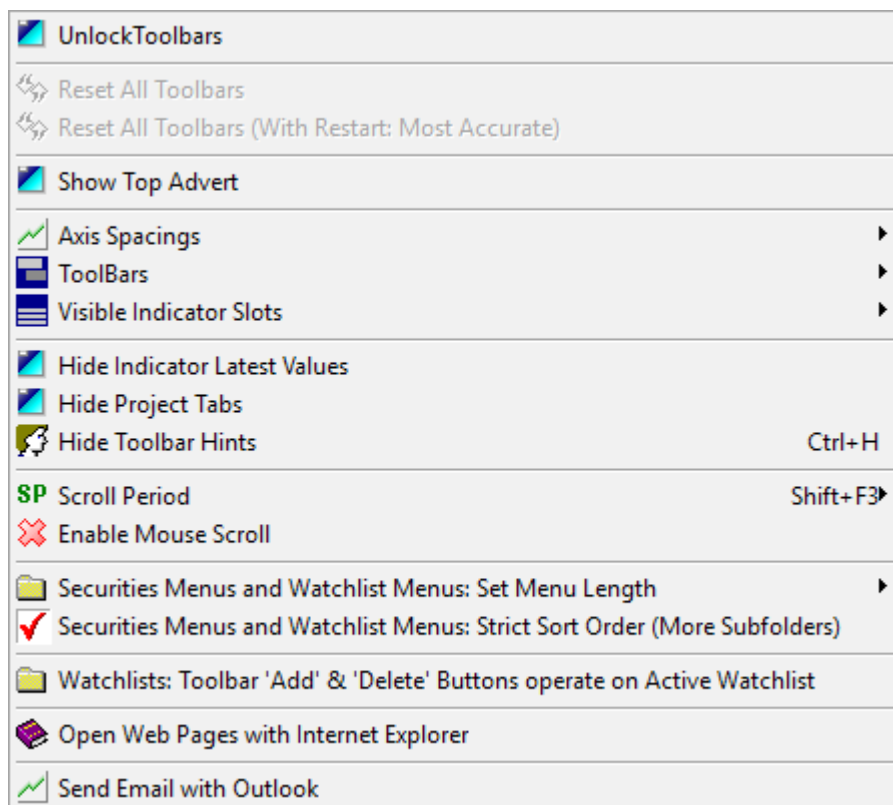 UnlockToolbars
Reset All Toolbars
Reset All Toolbars (With Restart: Most Accurate)
Show Top Advert
Axis Spacings
ToolBars
Visible Indicator Slots
Hide Indicator Latest Values
Hide Project Tabs
Hide Toolbar Hints Ctrl+H
SP Scroll Period Shift+F3
Enable Mouse Scroll
Securities Menus and Watchlist Menus: Set Menu Length
Securities Menus and Watchlist Menus: Strict Sort Order (More Subfolders)
Watchlists: Toolbar 'Add' & 'Delete' Buttons operate on Active Watchlist
Open Web Pages with Internet Explorer
Send Email with Outlook